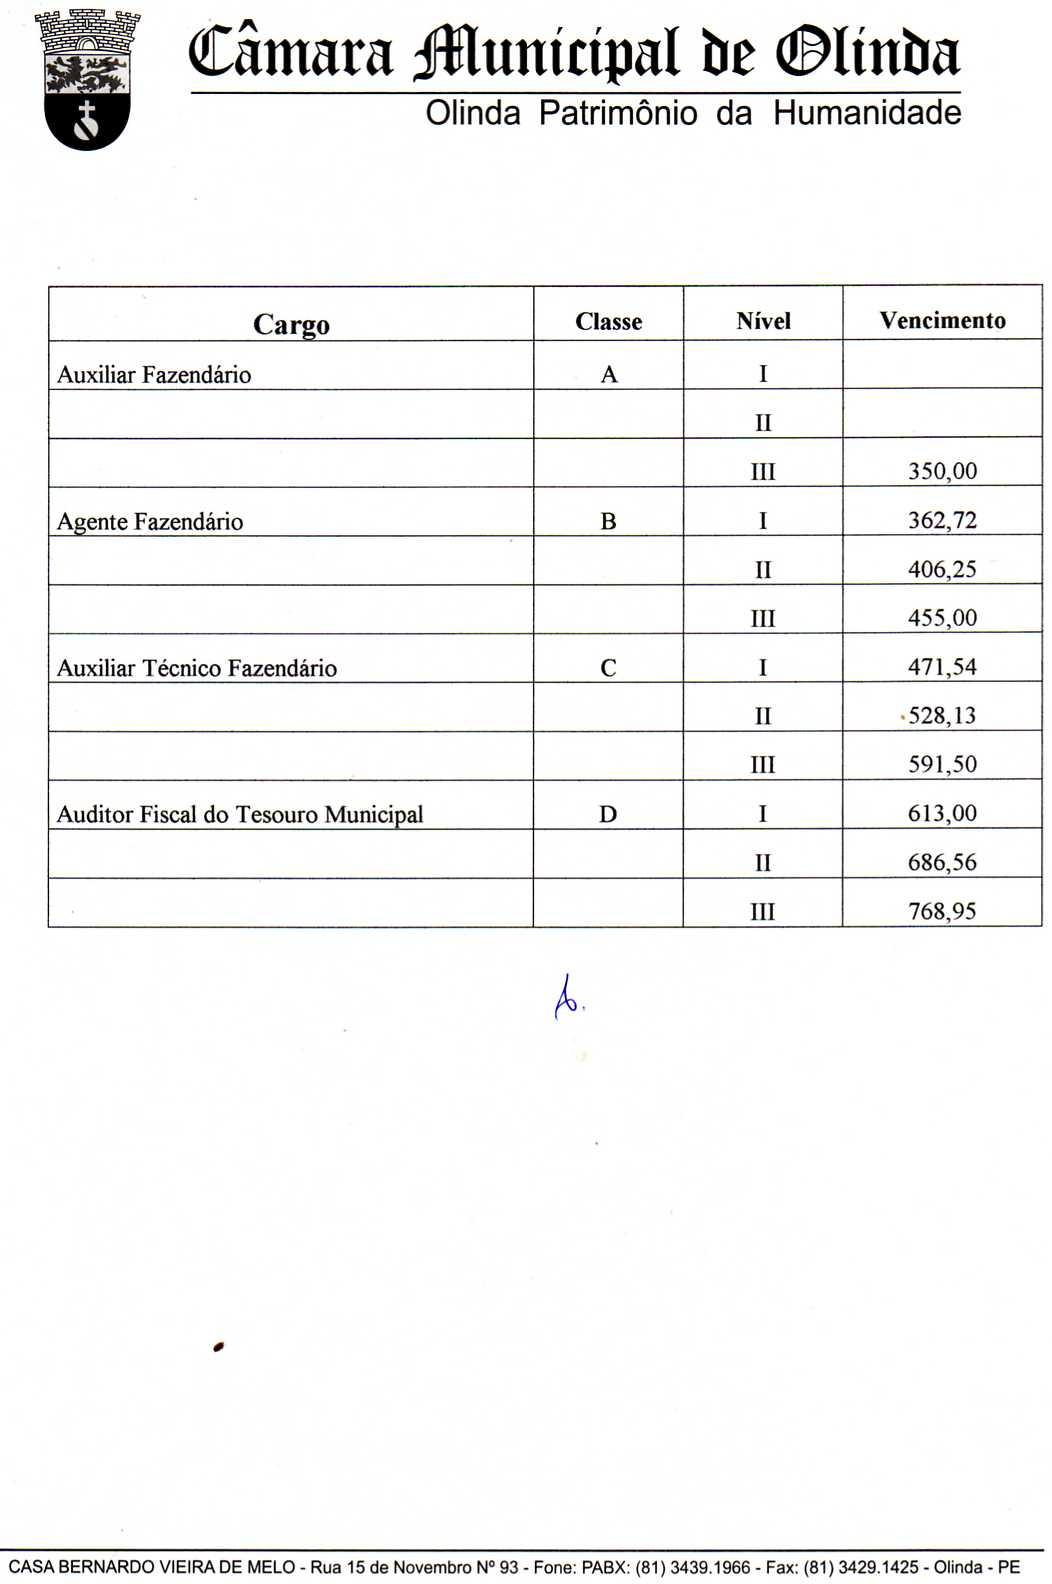 Câmara Municipal de Olinda
Olinda Patrimônio da Humanidade
Cargo Classe Nível Vencimento
Auxiliar Fazendário A I
II
III 350,00
Agente Fazendário B I 362,72
II 406,25
III 455,00
Auxiliar Técnico Fazendário C I 471,54
II 528,13
III 591,50
Auditor Fiscal do Tesouro Municipal D I 613,00
II 686,56
III 768,95
CASA BERNARDO VIEIRA DE MELO - Rua 15 de Novembro Nº 93 - Fone: PABX: (81) 3439.1966 - Fax: (81) 3429.1425 - Olinda - PE